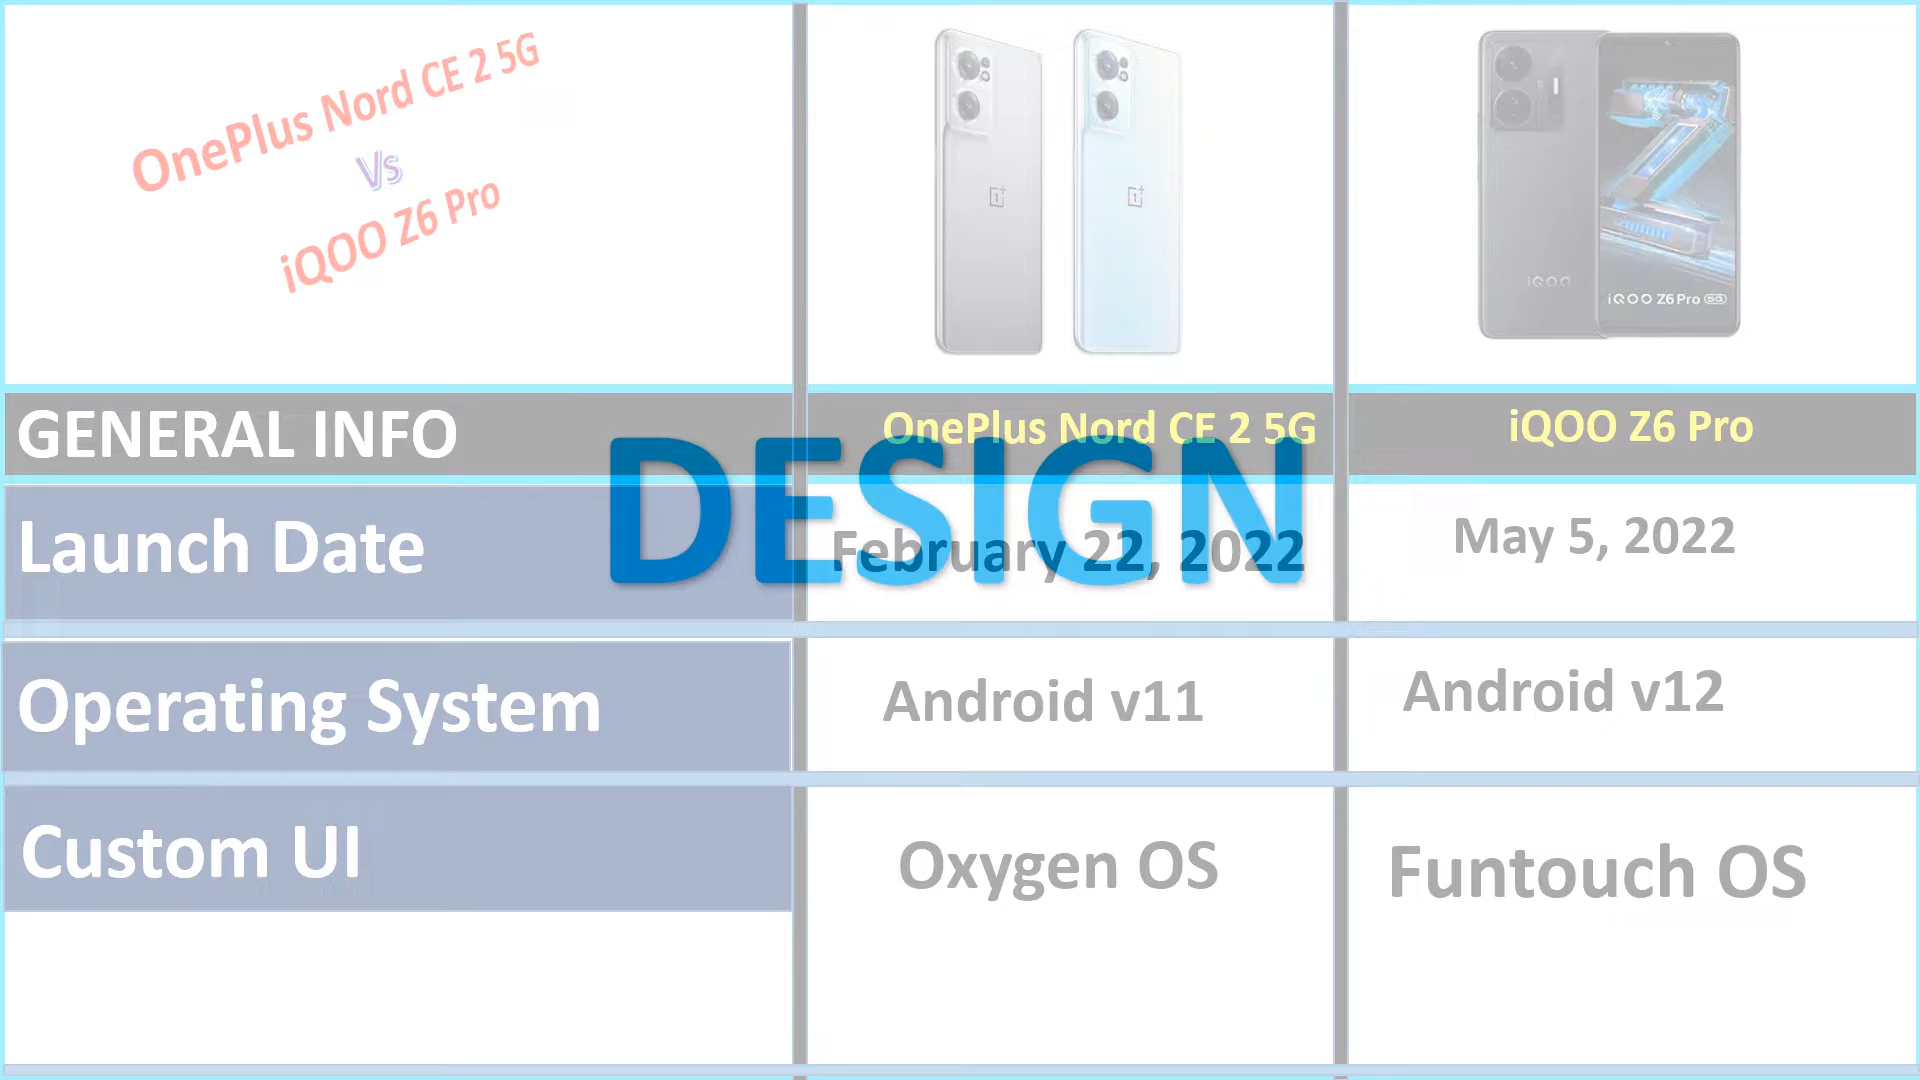 OnePlus Nord CE 2 5G
Vs
iQOO Z6 Pro
iQOO
iQOO Z6 Pro 5G
GENERAL INFO
OnePlus Nord CE 2 5G
iQOO Z6 Pro
DESIGN
Launch Date
February 22, 2022
May 5, 2022
Operating System
Android v11
Android v12
Custom UI
Oxygen OS
Funtouch OS